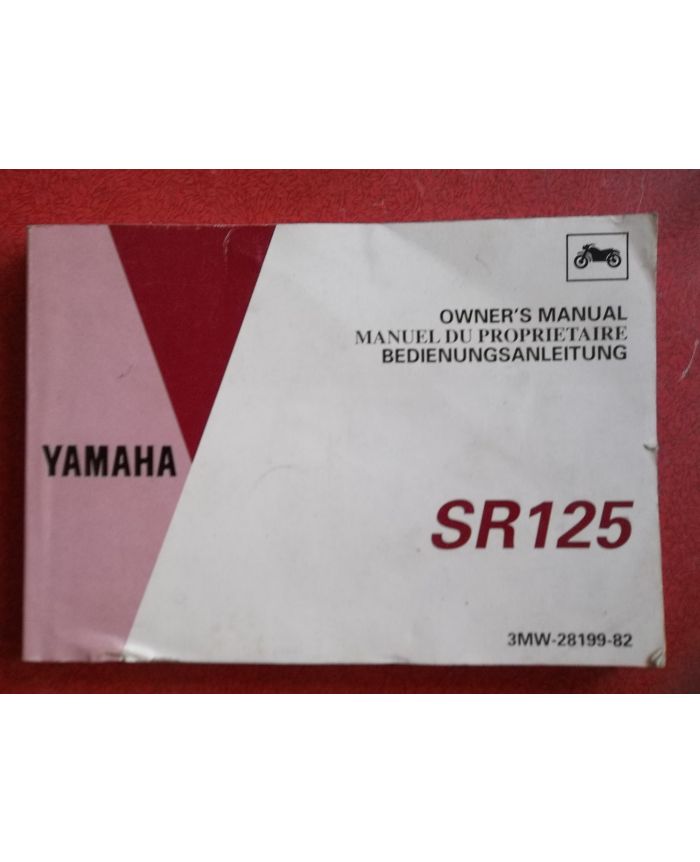 OWNER'S MANUAL
MANUEL DU PROPRIETAIRE
BEDIENUNGSANLEITUNG
YAMAHA
SR125
3MW-28199-82